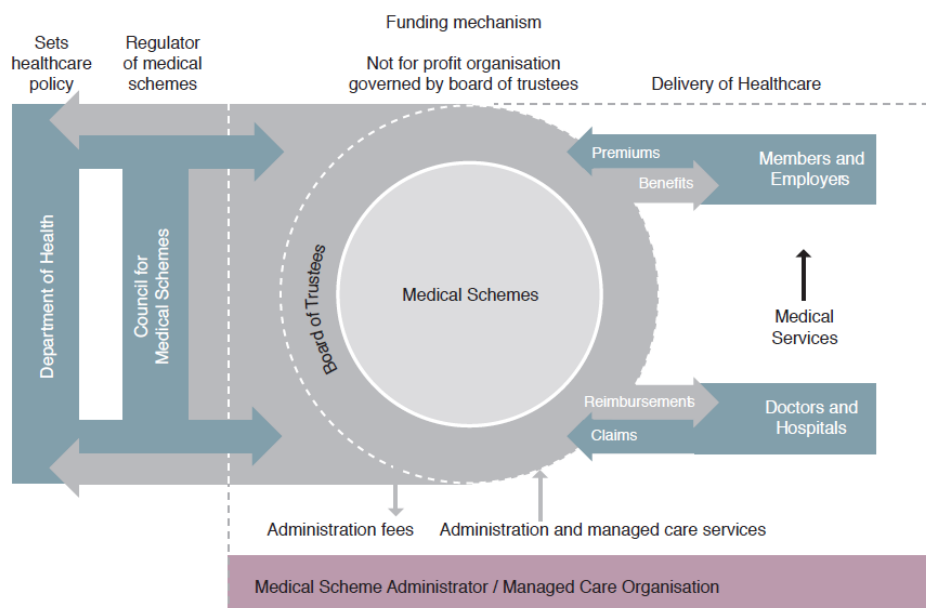 Funding mechanism
Sets
healthcare
policy
Regulator
of medical
schemes
Not for profit organisation
governed by board of trustees
Delivery of Healthcare
Department of Health
Council for
Medical Schemes
Board of Trustees
Medical Schemes
Premiums
Benefits
Members and
Employers
Medical
Services
Reimbursements
Claims
Doctors and
Hospitals
Administration fees
Administration and managed care services
Medical Scheme Administrator / Managed Care Organisation